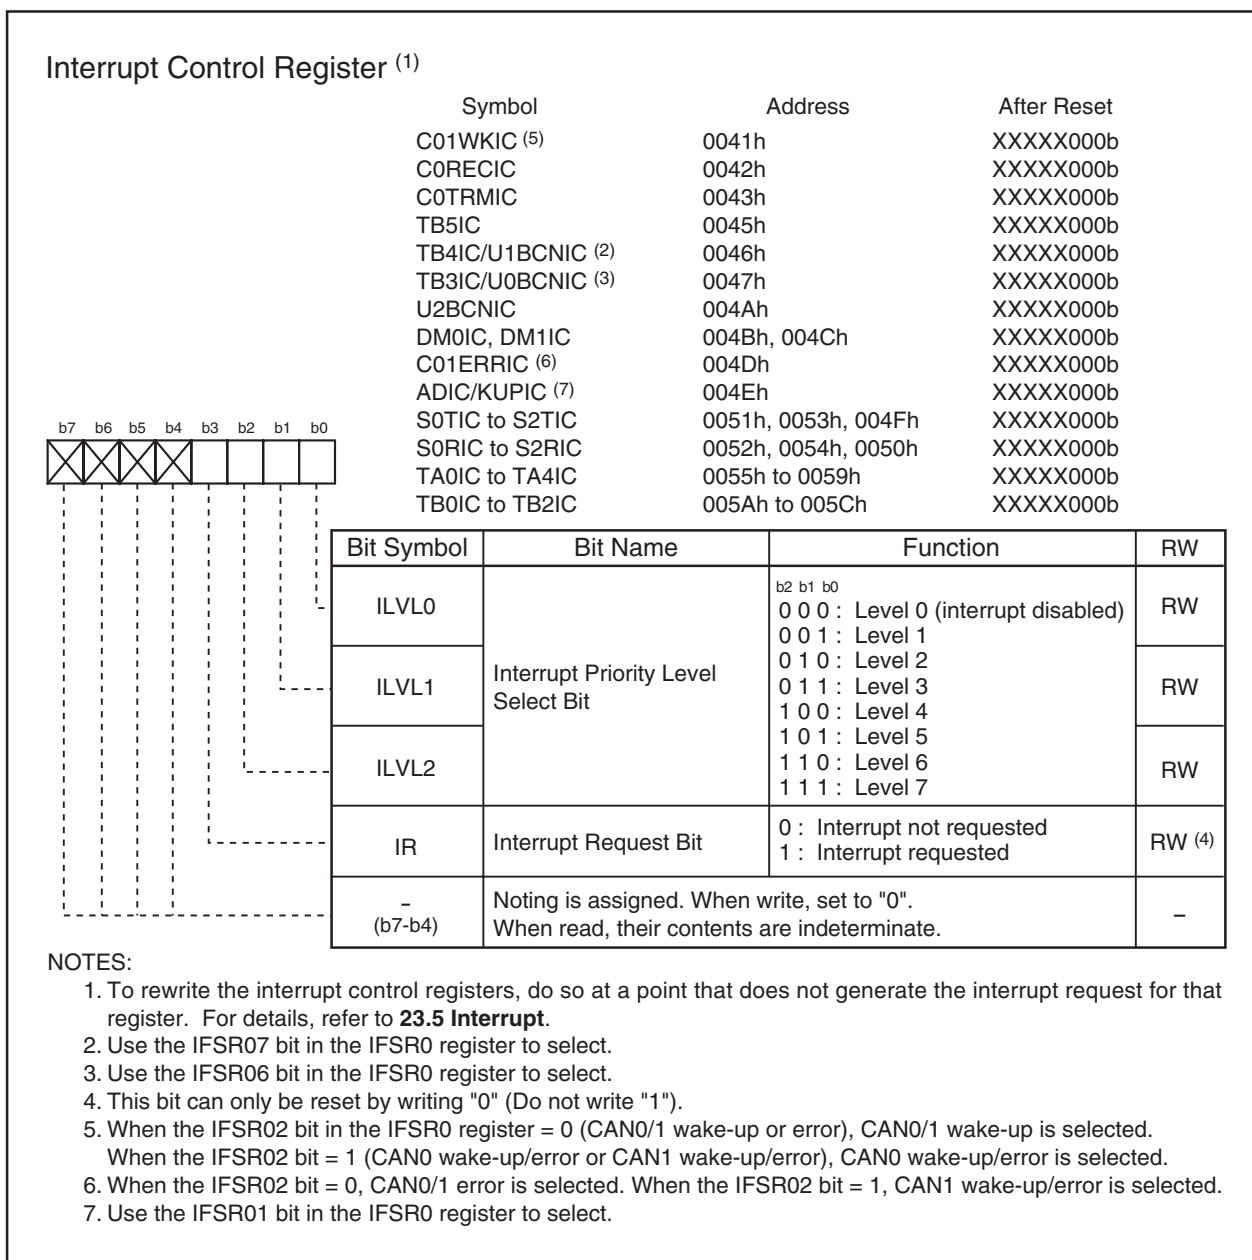 Interrupt Control Register (1)
Symbol Address After Reset
C01WKIC (5) 0041h XXXXX000b
C0RECIC 0042h XXXXX000b
C0TRMIC 0043h XXXXX000b
TB5IC 0045h XXXXX000b
TB4IC/U1BCNIC (2) 0046h XXXXX000b
TB3IC/U0BCNIC (3) 0047h XXXXX000b
U2BCNIC 004Ah XXXXX000b
DM0IC, DM1IC 004Bh, 004Ch XXXXX000b
C01ERRIC (6) 004Dh XXXXX000b
ADIC/KUPIC (7) 004Eh XXXXX000b
S0TIC to S2TIC 0051h, 0053h, 004Fh XXXXX000b
S0RIC to S2RIC 0052h, 0054h, 0050h XXXXX000b
TA0IC to TA4IC 0055h to 0059h XXXXX000b
TB0IC to TB2IC 005Ah to 005Ch XXXXX000b
b7 b6 b5 b4 b3 b2 b1 b0
Bit Symbol Bit Name Function RW
ILVL0 RW
ILVL1 RW
ILVL2 RW
Interrupt Priority Level
Select Bit
b2 b1 b0
0 0 0 : Level 0 (interrupt disabled)
0 0 1 : Level 1
0 1 0 : Level 2
0 1 1 : Level 3
1 0 0 : Level 4
1 0 1 : Level 5
1 1 0 : Level 6
1 1 1 : Level 7
IR Interrupt Request Bit RW (4)
0 : Interrupt not requested
1 : Interrupt requested
– –
(b7-b4)
Noting is assigned. When write, set to "0".
When read, their contents are indeterminate.
NOTES:
1. To rewrite the interrupt control registers, do so at a point that does not generate the interrupt request for that
register. For details, refer to 23.5 Interrupt.
2. Use the IFSR07 bit in the IFSR0 register to select.
3. Use the IFSR06 bit in the IFSR0 register to select.
4. This bit can only be reset by writing "0" (Do not write "1").
5. When the IFSR02 bit in the IFSR0 register = 0 (CAN0/1 wake-up or error), CAN0/1 wake-up is selected.
When the IFSR02 bit = 1 (CAN0 wake-up/error or CAN1 wake-up/error), CAN0 wake-up/error is selected.
6. When the IFSR02 bit = 0, CAN0/1 error is selected. When the IFSR02 bit = 1, CAN1 wake-up/error is selected.
7. Use the IFSR01 bit in the IFSR0 register to select.